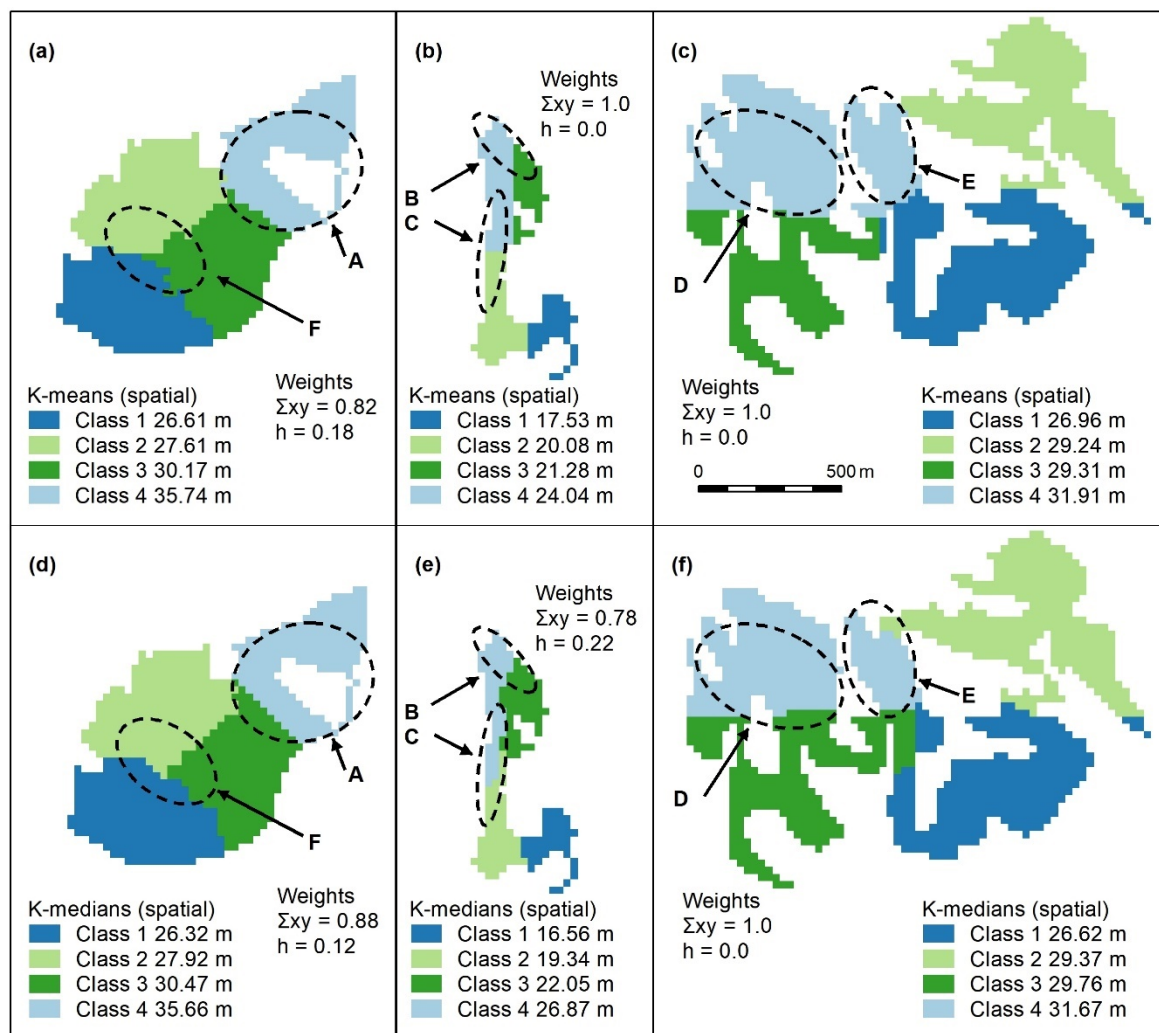 (a)
A
F
K-means (spatial)
Class 1 26.61 m
Class 2 27.61 m
Class 3 30.17 m
Class 4 35.74 m
Weights
Σxy = 0.82
h = 0.18
(b)
Weights
Σxy = 1.0
h = 0.0
B
C
K-means (spatial)
Class 1 17.53 m
Class 2 20.08 m
Class 3 21.28 m
Class 4 24.04 m
(c)
E
D
Weights
Σxy = 1.0
h = 0.0
0 500 m
K-means (spatial)
Class 1 26.96 m
Class 2 29.24 m
Class 3 29.31 m
Class 4 31.91 m
(d)
A
F
K-medians (spatial)
Class 1 26.32 m
Class 2 27.92 m
Class 3 30.47 m
Class 4 35.66 m
Weights
Σxy = 0.88
h = 0.12
(e)
Weights
Σxy = 0.78
h = 0.22
B
C
K-medians (spatial)
Class 1 16.56 m
Class 2 19.34 m
Class 3 22.05 m
Class 4 26.87 m
(f)
E
D
Weights
Σxy = 1.0
h = 0.0
K-medians (spatial)
Class 1 26.62 m
Class 2 29.37 m
Class 3 29.76 m
Class 4 31.67 m